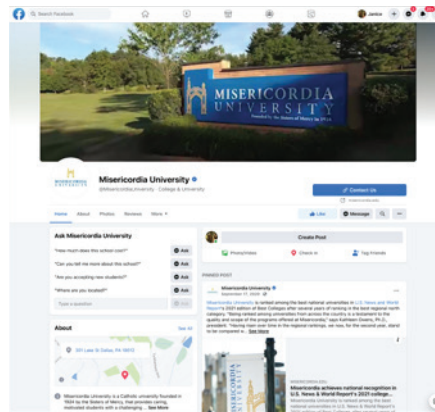 Search Facebook
Janice
MISERICORDIA
UNIVERSITY
Founded by the Sisters of Mercy in 1924
MISERICORDIA
UNIVERSITY
Misericordia University
@MisericordiaUniversity · College & University
Contact Us
misericordia.edu
Home About Photos Reviews More
Like
Message
Ask Misericordia University
"How much does this school cost?"
Ask
"Can you tell me more about this school?"
Ask
"Are you accepting new students?"
Ask
"Where are you located?"
Ask
Type a question
Ask
About
See All
301 Lake St Dallas, PA 18612
Misericordia University is a Catholic university founded in
1924 by the Sisters of Mercy, that provides caring,
motivated students with a challenging ... See More
Create Post
Photo/Video
Check in
Tag Friends
PINNED POST
Misericordia University
September 17, 2020
Misericordia University is ranked among the best national universities in U.S. News and World
Report's 2021 edition of Best Colleges after several years of ranking in the best regional north
category. "Being ranked among universities from across the country is a testament to the
quality and scope of the programs offered at Misericordia," says Kathleen Owens, Ph.D.,
president. "Having risen over time in the regional rankings, we now, for the second year, stand
to be compared w... See More
MISERICORDIA.EDU
Misericordia achieves national recognition in
U.S. News & World Report's 2021 college...